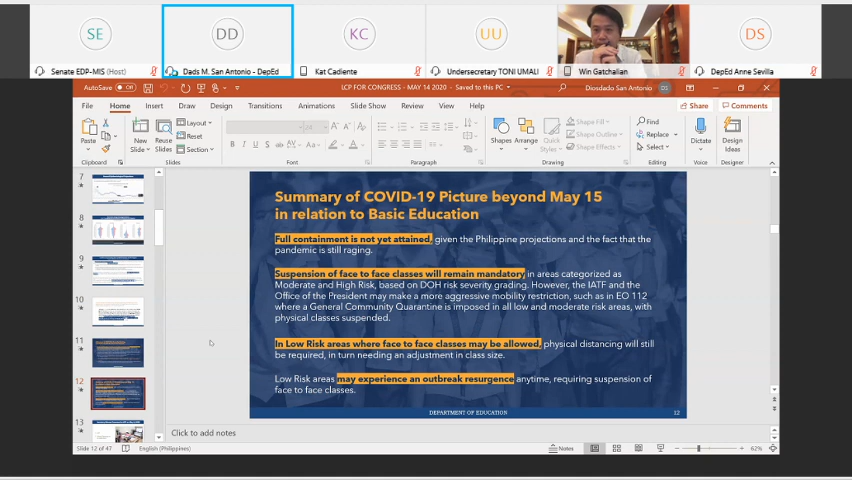 SE
DD
KC
UU
DS
Senate EDP-MIS (Host)
Dads M. San Antonio - DepEd
Kat Cadiente
Undersecretary TONI UMALI
Win Gatchalian
DepEd Anne Sevilla
AutoSave Off
LCP FOR CONGRESS - MAY 14 2020 - Saved to this PC
Diosdado San Antonio
DS
File Home Insert Draw Design Transitions Animations Slide Show Review View Help
Share Comments
Paste
New Slide
Reuse Slides
Layout
Reset
Section
Shapes
Arrange
Quick Styles
Shape Fill
Shape Outline
Shape Effects
Find
Replace
Select
Dictate
Design Ideas
Clipboard Slides Font Paragraph Drawing Editing Voice Designer
7
8
9
10
11
12
13
Summary of COVID-19 Picture beyond May 15
in relation to Basic Education
Full containment is not yet attained, given the Philippine projections and the fact that the
pandemic is still raging.
Suspension of face to face classes will remain mandatory in areas categorized as
Moderate and High Risk, based on DOH risk severity grading. However, the IATF and
Office of the President may make a more aggressive mobility restriction, such as in EO 112
where a General Community Quarantine is imposed in all low and moderate risk areas, with
physical classes suspended.
In Low Risk areas where face to face classes may be allowed, physical distancing will still
be required, in turn needing an adjustment in class size.
Low Risk areas may experience an outbreak resurgence anytime, requiring suspension of
face to face classes.
DEPARTMENT OF EDUCATION
12
Click to add notes
Slide 12 of 47 English (Philippines) Notes 62%